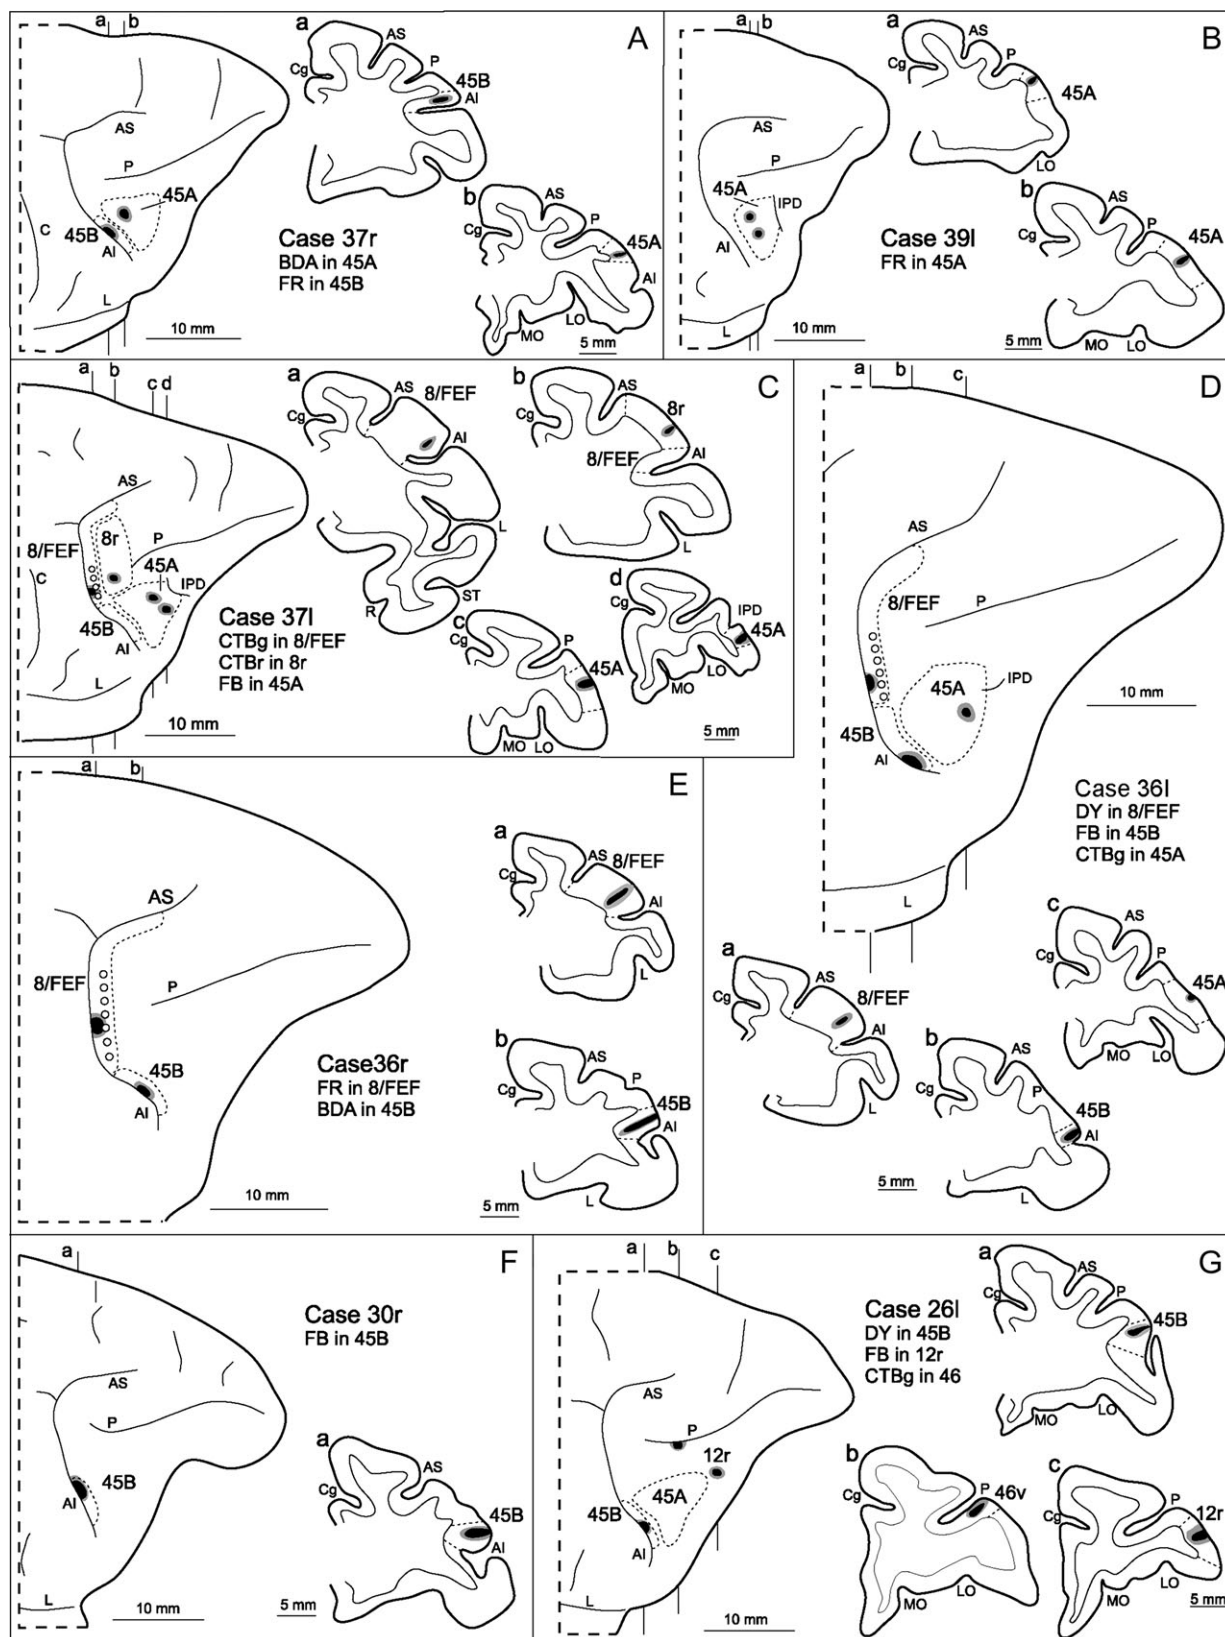 A
a b
AS
P
45A
C
45B
AI
L
10 mm
Case 37r
BDA in 45A
FR in 45B
a
AS
P
Cg
45B
AI
b
AS
P
Cg
45A
AI
LO
MO
5 mm
B
a b
AS
P
45A
IPD
AI
10 mm
Case 39l
FR in 45A
a
AS
P
Cg
45A
LO
b
AS
P
Cg
45A
MO LO
5 mm
C
a
b
c d
AS
8r
P
8/FEF
45A
IPD
C
45B
AI
L
10 mm
Case 37l
CTBg in 8/FEF
CTBr in 8r
FB in 45A
a
AS
8/FEF
Cg
AI
L
ST
R
b
AS
8r
Cg
8/FEF
AI
L
c
Cg
P
45A
MO LO
d
Cg
IPD
45A
LO
MO
5 mm
D
a
b
c
AS
8/FEF
P
45A
IPD
10 mm
45B
AI
L
Case 36l
DY in 8/FEF
FB in 45B
CTBg in 45A
a
Cg
AS
8/FEF
AI
L
b
AS
P
Cg
45B
AI
L
c
AS
P
Cg
45A
MO
LO
5 mm
E
a
b
AS
8/FEF
P
45B
AI
10 mm
Case36r
FR in 8/FEF
BDA in 45B
a
AS
8/FEF
Cg
AI
L
b
AS
P
Cg
45B
AI
L
5 mm
F
a
AS
P
45B
AI
L
10 mm
Case 30r
FB in 45B
a
AS
Cg
45B
AI
5 mm
G
a
b
c
AS
P
12r
45A
45B
AI
10 mm
Case 26l
DY in 45B
FB in 12r
CTBg in 46
a
AS
P
Cg
45B
MO
LO
b
P
46v
Cg
MO
LO
c
P
Cg
12r
LO
MO
5 mm